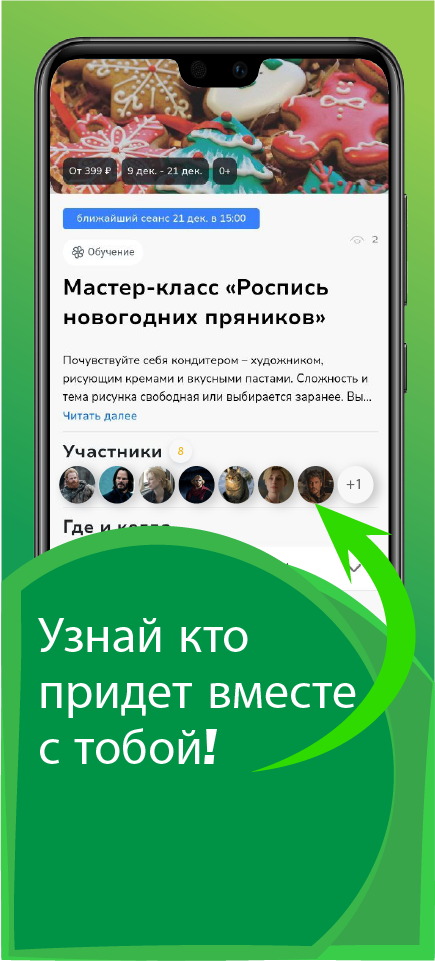 От 399 ₽ 9 дек. - 21 дек. 0+
ближайший сеанс 21 дек. в 15:00
2
Обучение
Мастер-класс «Роспись
новогодних пряников»
Почувствуйте себя кондитером – художником,
рисующим кремами и вкусными пастами. Сложность и
тема рисунка свободная или выбирается заранее. Вы...
Читать далее
Участники 8
+1
Где и когда
Узнай кто
придет вместе
с тобой!